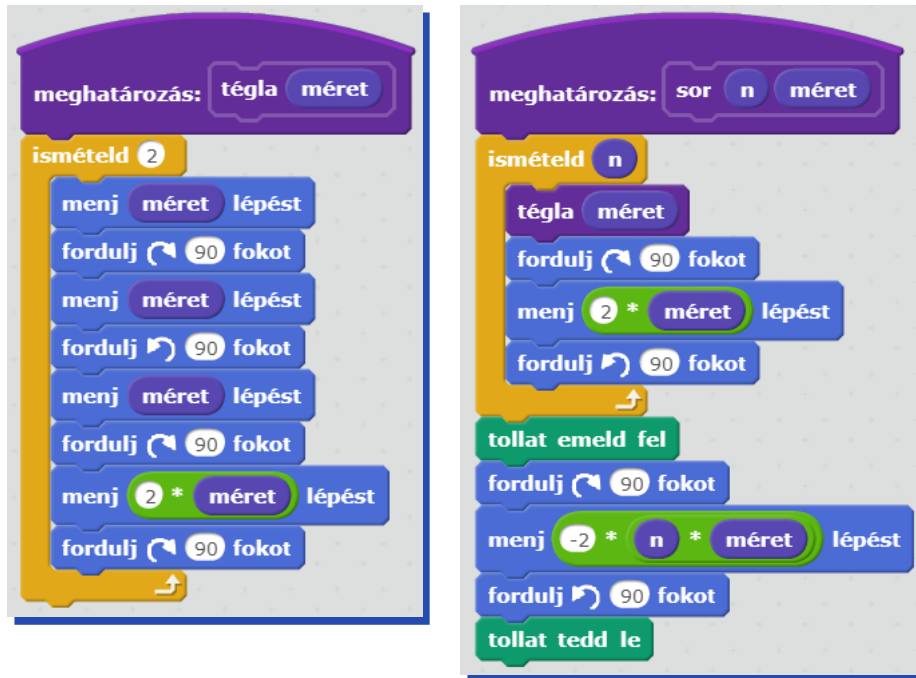 meghatározás: tégla méret
ismételd 2
menj méret lépést
fordulj 90 fokot
menj méret lépést
fordulj 90 fokot
menj méret lépést
fordulj 90 fokot
menj 2 * méret lépést
fordulj 90 fokot
meghatározás: sor n méret
ismételd n
tégla méret
fordulj 90 fokot
menj 2 * méret lépést
fordulj 90 fokot
tollat emeld fel
fordulj 90 fokot
menj -2 * n * méret lépést
fordulj 90 fokot
tollat tedd le